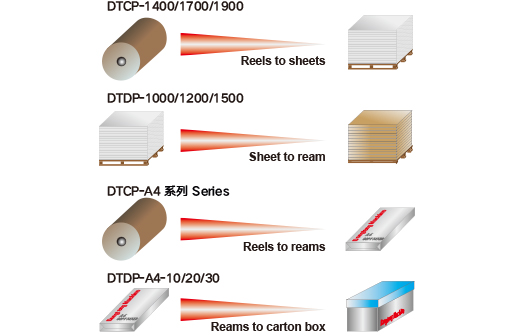 DTCP-1400/1700/1900
Reels to sheets
DTDP-1000/1200/1500
Sheet to ream
DTCP-A4 系列 Series
Reels to reams
DTDP-A4-10/20/30
Reams to carton box